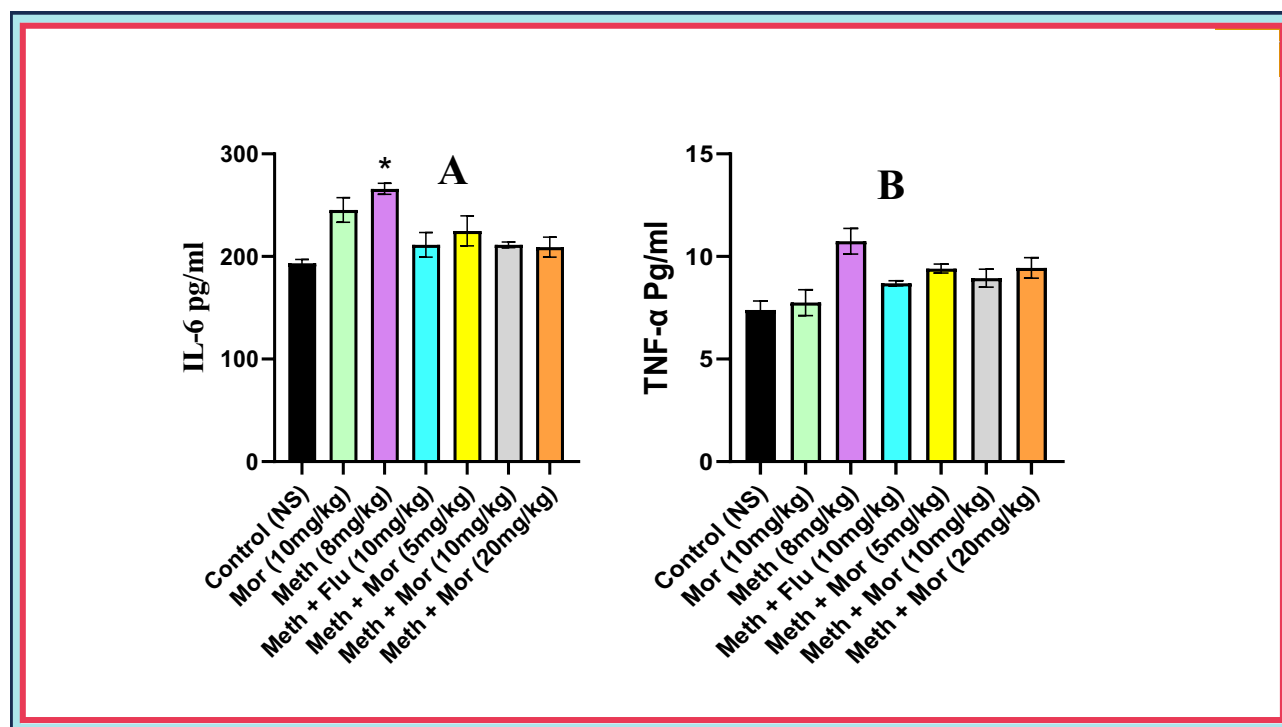 A
*
IL-6 pg/ml
300
200
100
0
Control (NS)
Mor (10mg/kg)
Meth (8mg/kg)
Meth + Flu (10mg/kg)
Meth + Mor (5mg/kg)
Meth + Mor (10mg/kg)
Meth + Mor (20mg/kg)
B
TNF-α Pg/ml
15
10
5
0
Control (NS)
Mor (10mg/kg)
Meth (8mg/kg)
Meth + Flu (10mg/kg)
Meth + Mor (5mg/kg)
Meth + Mor (10mg/kg)
Meth + Mor (20mg/kg)